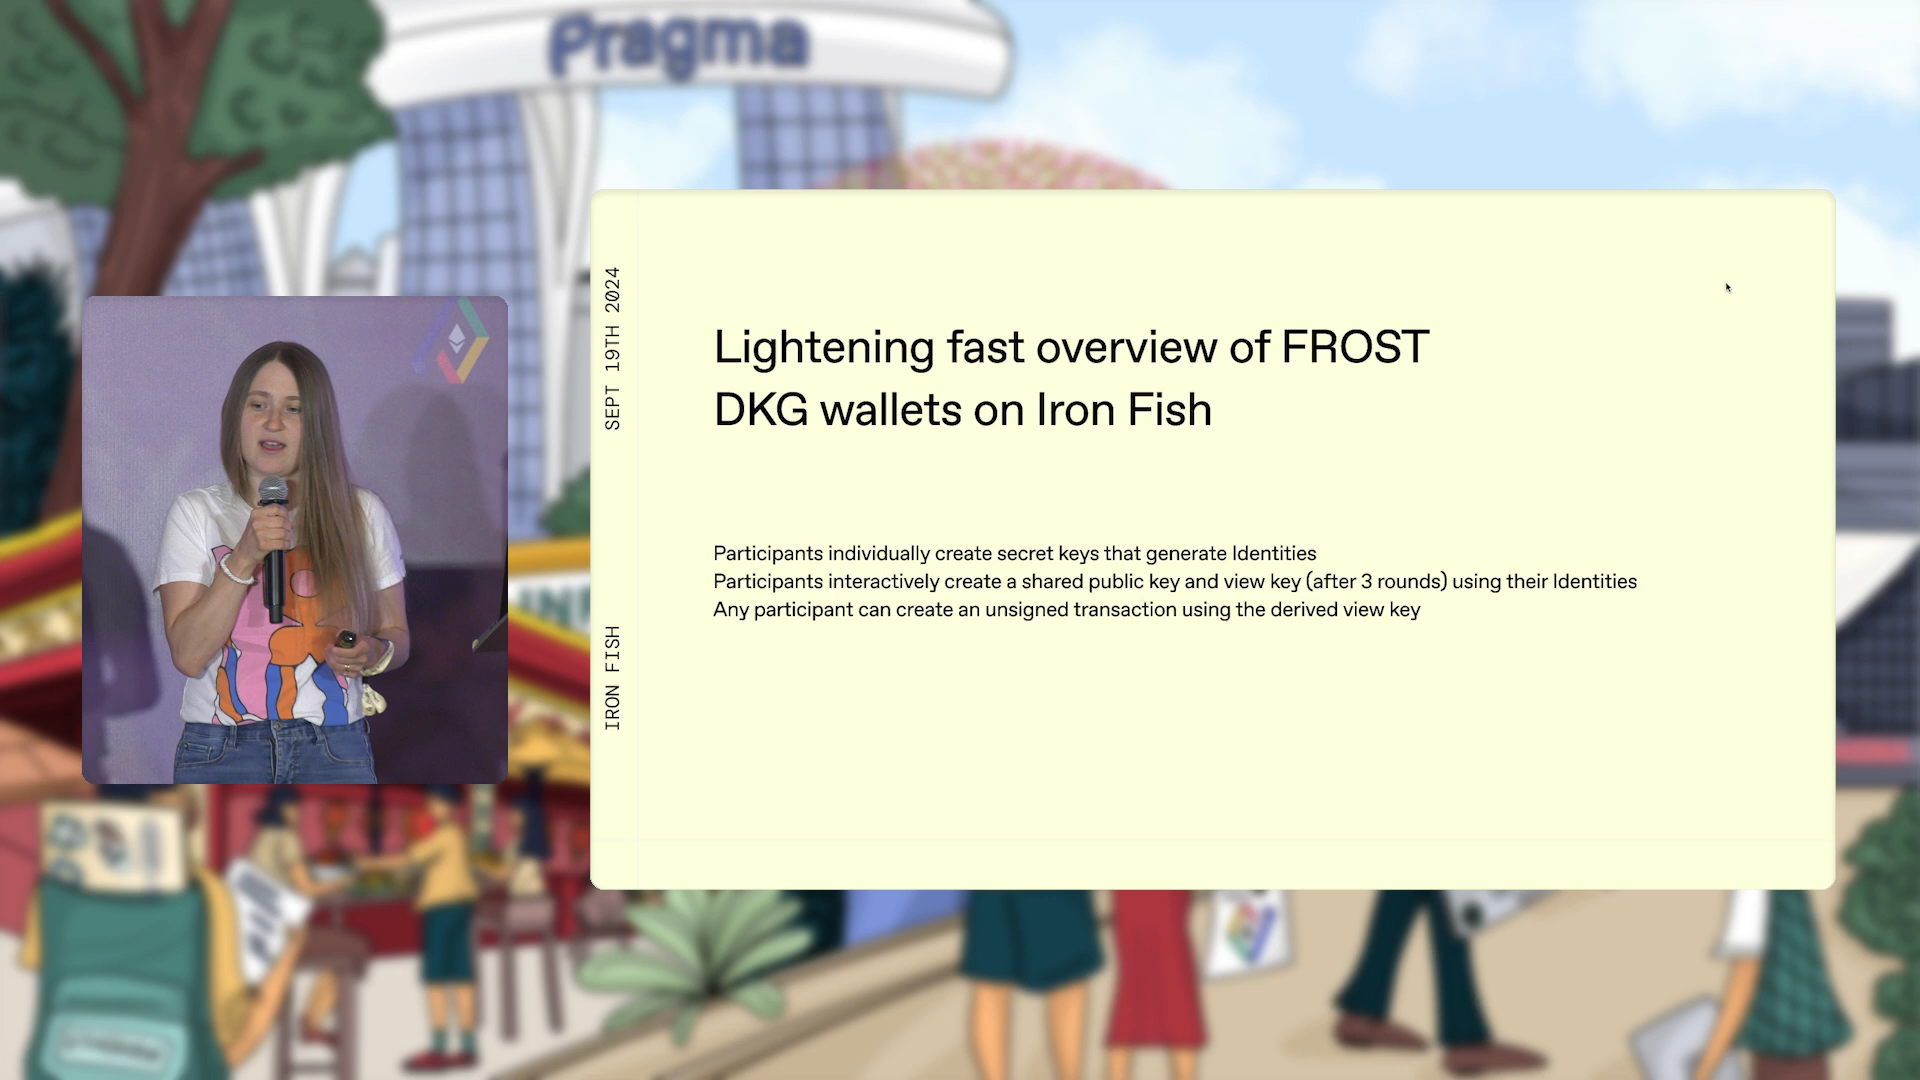 Pragma
SEPT 19TH 2024
IRON FISH
Lightening fast overview of FROST
DKG wallets on Iron Fish
Participants individually create secret keys that generate Identities
Participants interactively create a shared public key and view key (after 3 rounds) using their Identities
Any participant can create an unsigned transaction using the derived view key